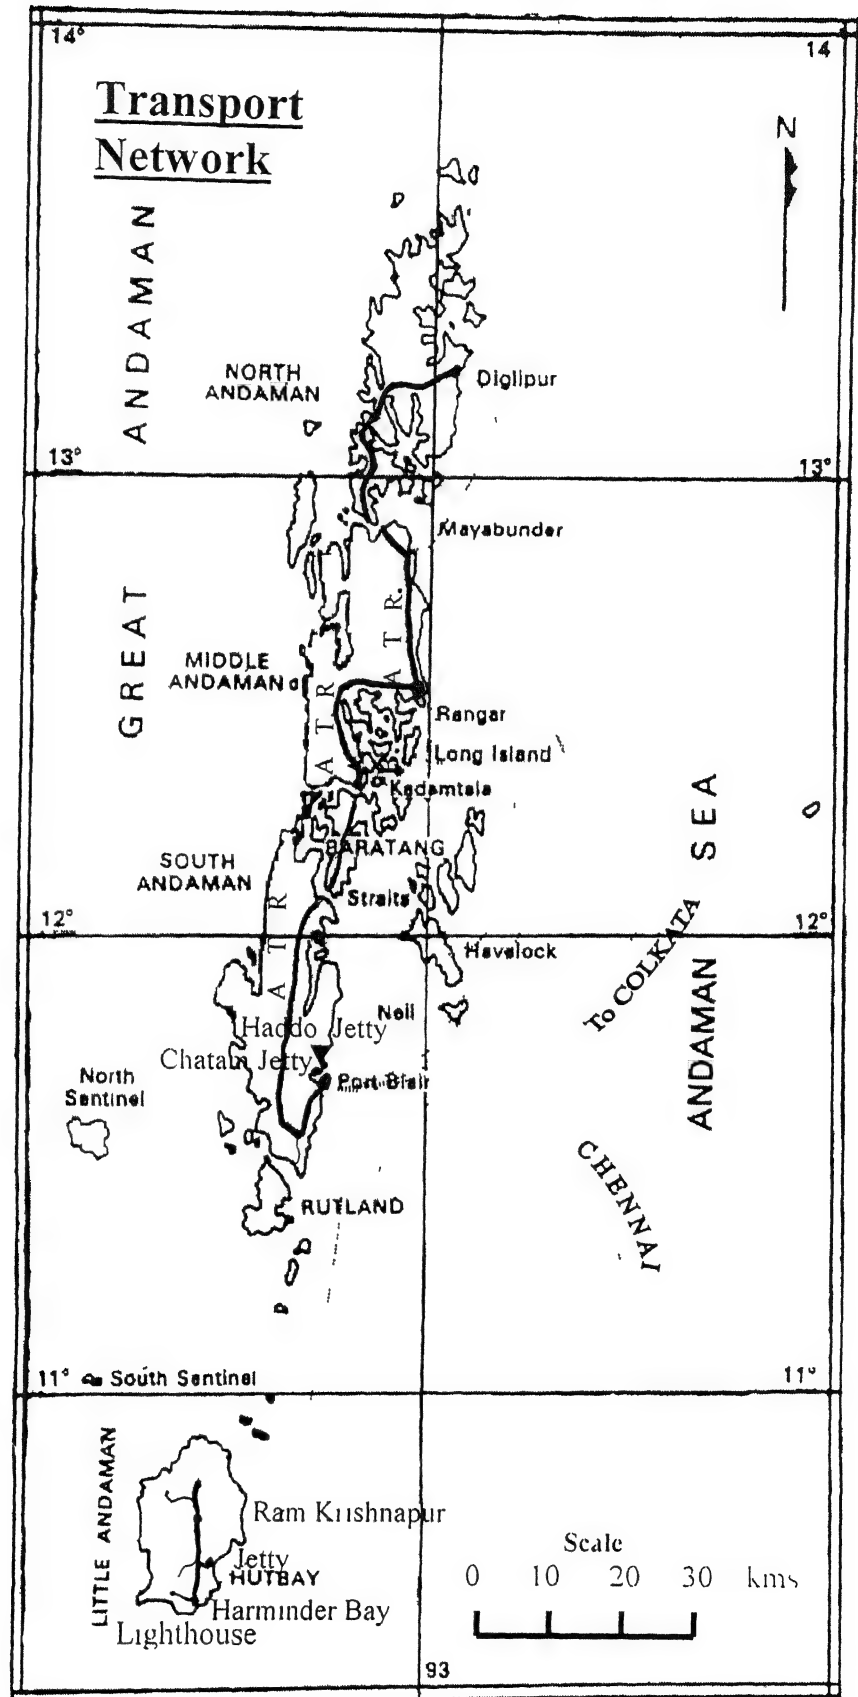 14°
14
Transport
Network
N
GREAT ANDAMAN
NORTH
ANDAMAN
Diglipur
13°
13°
Mayabunder
A T R
A T R.
MIDDLE
ANDAMAN
Rangar
Long Island
Kadamtala
BARATANG
SOUTH
ANDAMAN
A T R
Straits
12°
12°
Havelock
To COLKATA
ANDAMAN SEA
Neil
Haddo Jetty
Chatam Jetty
Port Blair
North
Sentinel
CHENNAI
RUTLAND
11°
South Sentinel
11°
LITTLE ANDAMAN
Ram Krishnapur
Jetty
HUTBAY
Harminder Bay
Lighthouse
Scale
0 10 20 30 kms
93